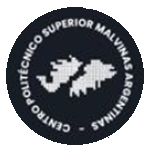 CENTRO POLITÉCNICO SUPERIOR MALVINAS ARGENTINAS -